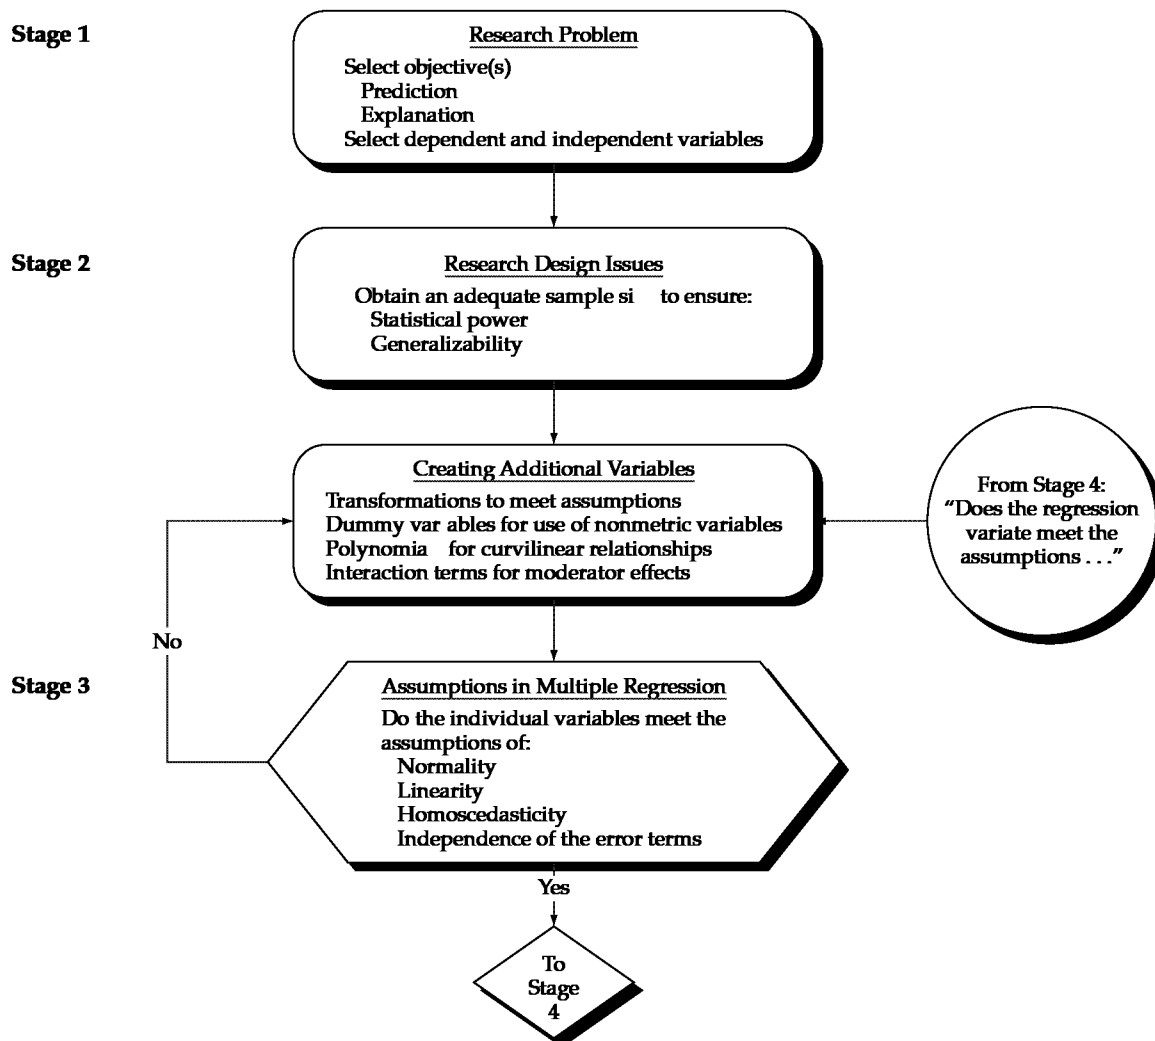 Stage 1
Research Problem
Select objective(s)
Prediction
Explanation
Select dependent and independent variables
Stage 2
Research Design Issues
Obtain an adequate sample si to ensure:
Statistical power
Generalizability
Creating Additional Variables
Transformations to meet assumptions
Dummy var ables for use of nonmetric variables
Polynomia for curvilinear relationships
Interaction terms for moderator effects
From Stage 4:
“Does the regression
variate meet the
assumptions . . .”
No
Stage 3
Assumptions in Multiple Regression
Do the individual variables meet the
assumptions of:
Normality
Linearity
Homoscedasticity
Independence of the error terms
Yes
To
Stage
4